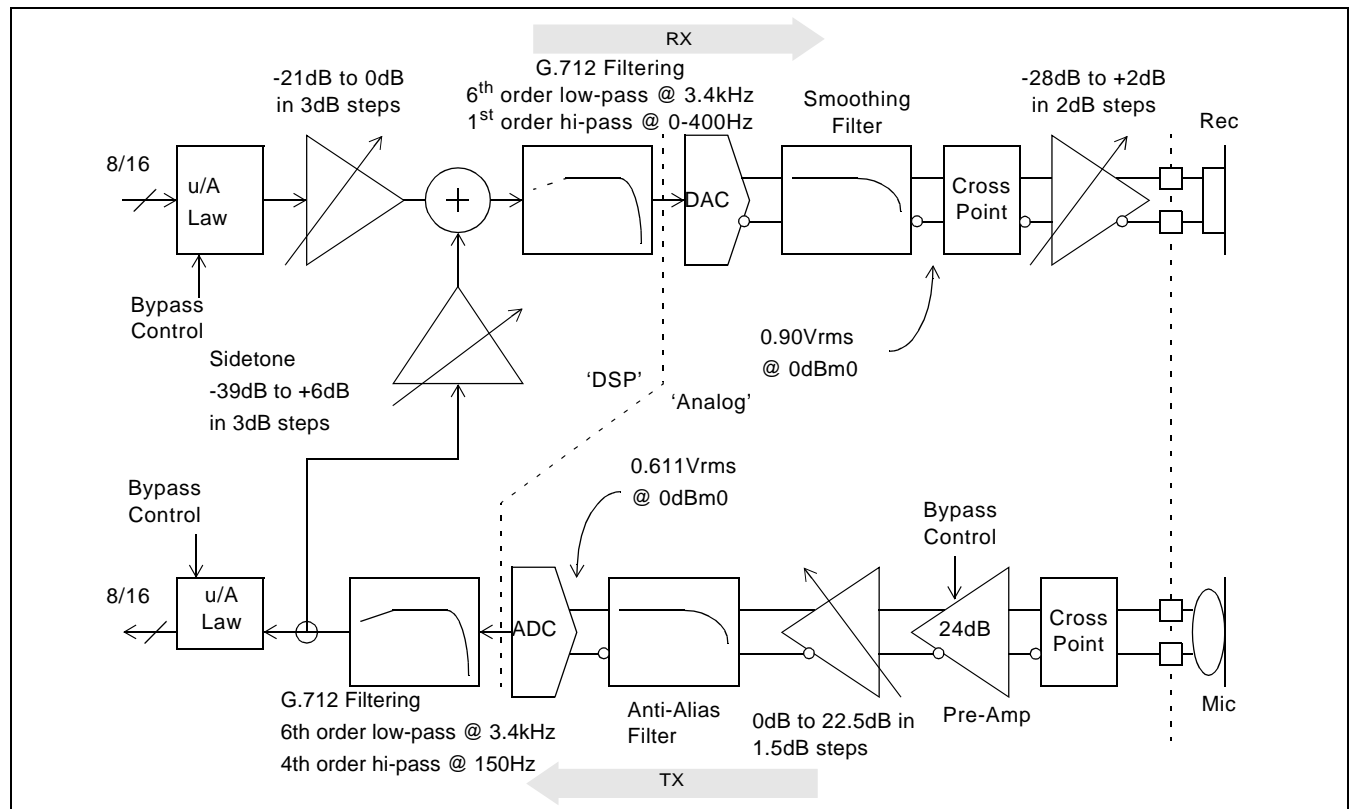 RX
G.712 Filtering
6th order low-pass @ 3.4kHz
1st order hi-pass @ 0-400Hz
-21dB to 0dB
in 3dB steps
Smoothing
Filter
-28dB to +2dB
in 2dB steps
Rec
8/16
u/A
Law
+
DAC
Cross
Point
Bypass
Control
Sidetone
-39dB to +6dB
in 3dB steps
0.90Vrms
@ 0dBm0
‘DSP’
‘Analog’
0.611Vrms
@ 0dBm0
Bypass
Control
Bypass
Control
8/16
u/A
Law
ADC
24dB
Cross
Point
G.712 Filtering
6th order low-pass @ 3.4kHz
4th order hi-pass @ 150Hz
Anti-Alias
Filter
0dB to 22.5dB in
1.5dB steps
Pre-Amp
Mic
TX